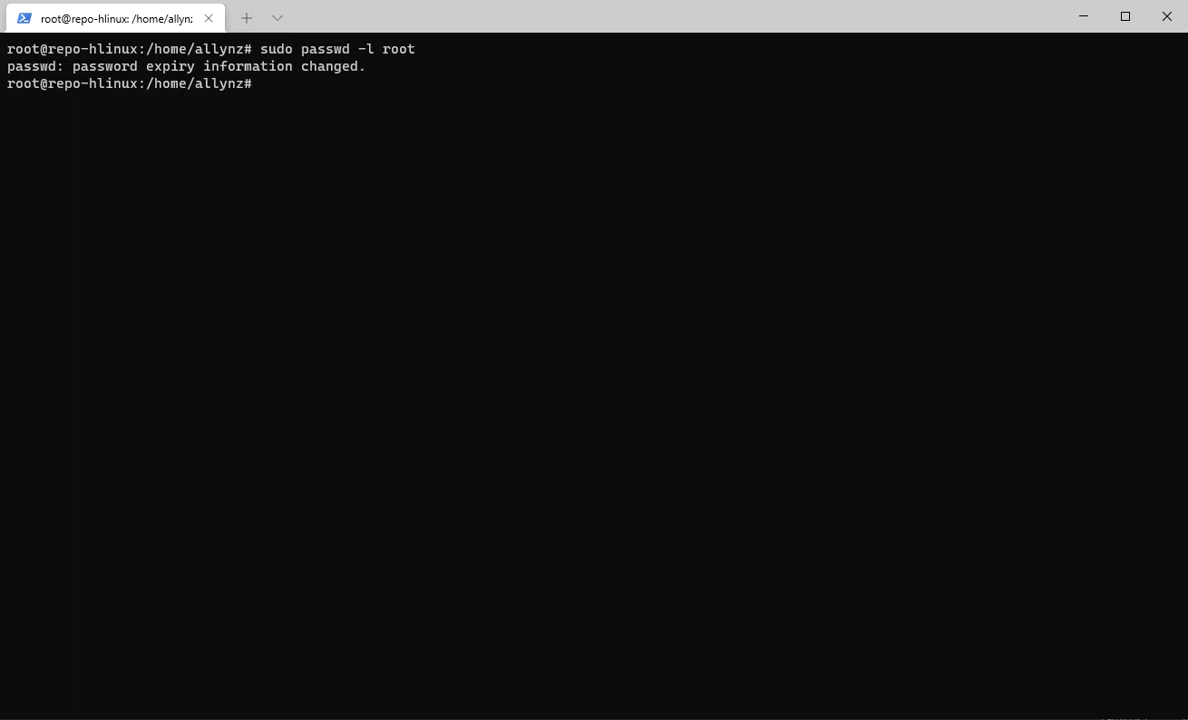 root@repo-hlinux: /home/allynz
root@repo-hlinux:/home/allynz# sudo passwd -l root
passwd: password expiry information changed.
root@repo-hlinux:/home/allynz#